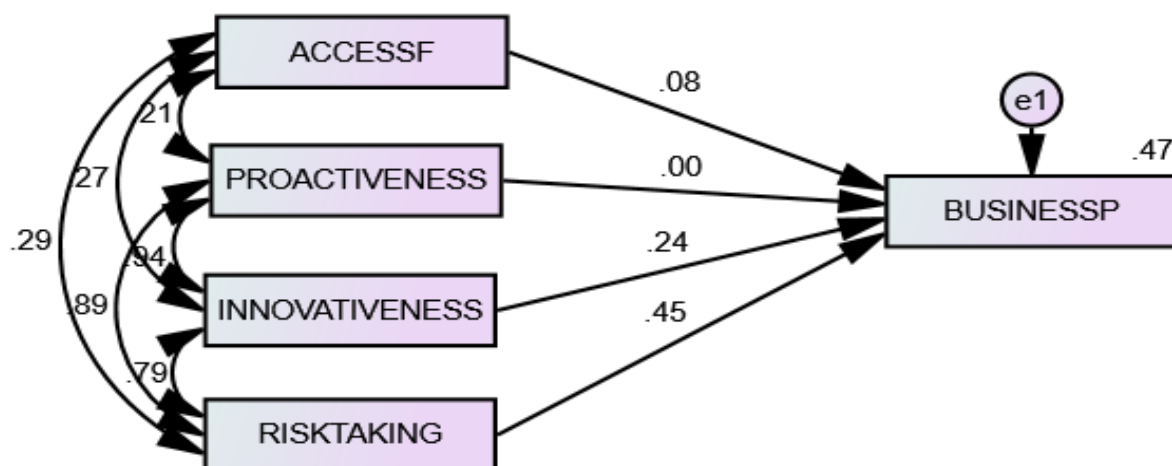 ACCESSF
.08
e1
21
.47
PROACTIVENESS
.00
27
BUSINESSP
.29
.94
.24
.89
INNOVATIVENESS
.45
.79
RISKTAKING